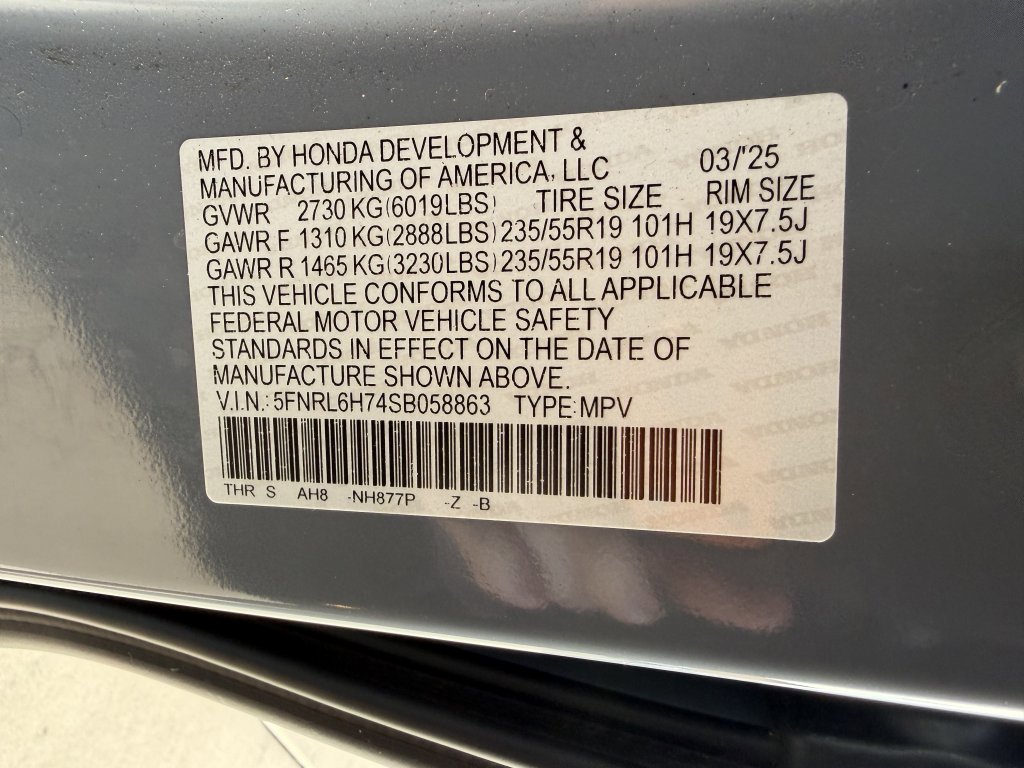 MFD. BY HONDA DEVELOPMENT &
MANUFACTURING OF AMERICA, LLC 03/'25
GVWR 2730 KG(6019LBS) TIRE SIZE RIM SIZE
GAWR F 1310 KG(2888LBS) 235/55R19 101H 19X7.5J
GAWR R 1465 KG(3230LBS) 235/55R19 101H 19X7.5J
THIS VEHICLE CONFORMS TO ALL APPLICABLE
FEDERAL MOTOR VEHICLE SAFETY
STANDARDS IN EFFECT ON THE DATE OF
MANUFACTURE SHOWN ABOVE.
V.I.N.: 5FNRL6H74SB058863 TYPE:MPV
THR S AH8 -NH877P -Z -B